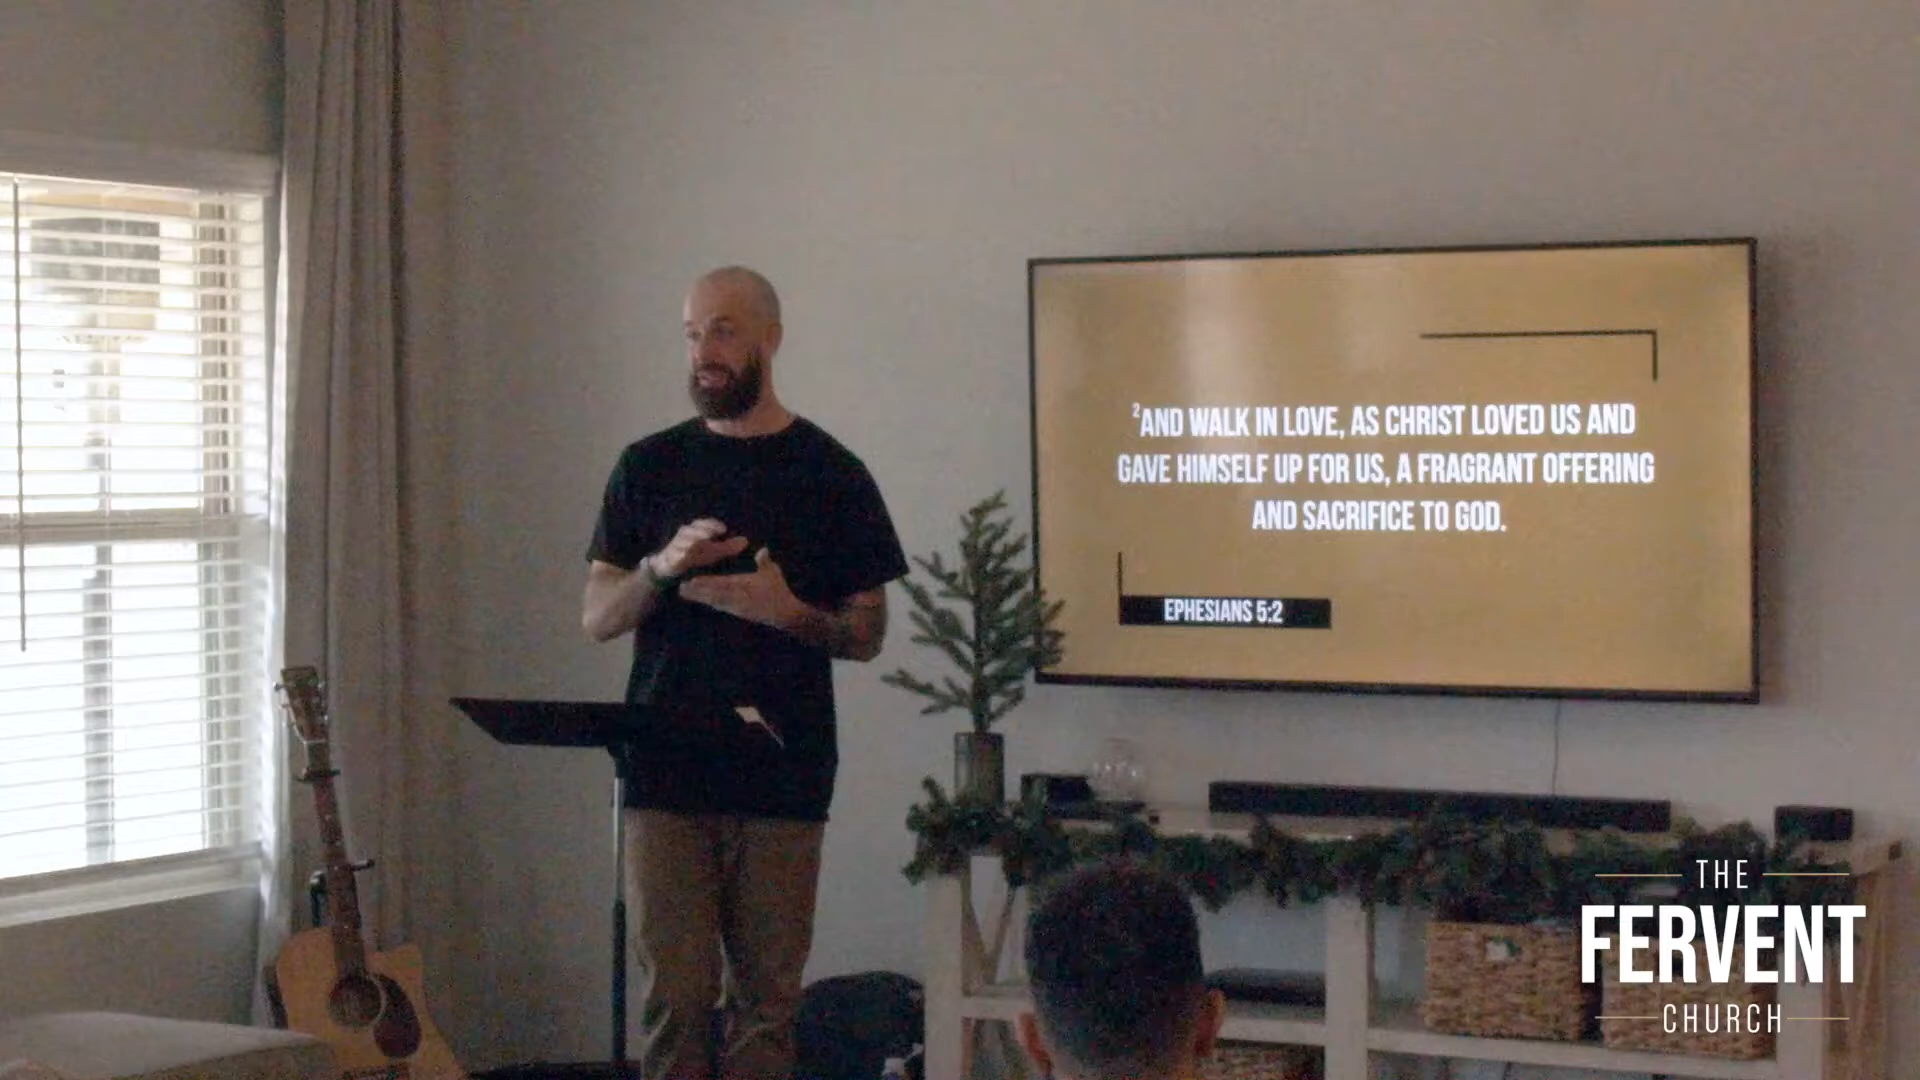 ²AND WALK IN LOVE, AS CHRIST LOVED US AND
GAVE HIMSELF UP FOR US, A FRAGRANT OFFERING
AND SACRIFICE TO GOD.
EPHESIANS 5:2
THE
FERVENT
CHURCH